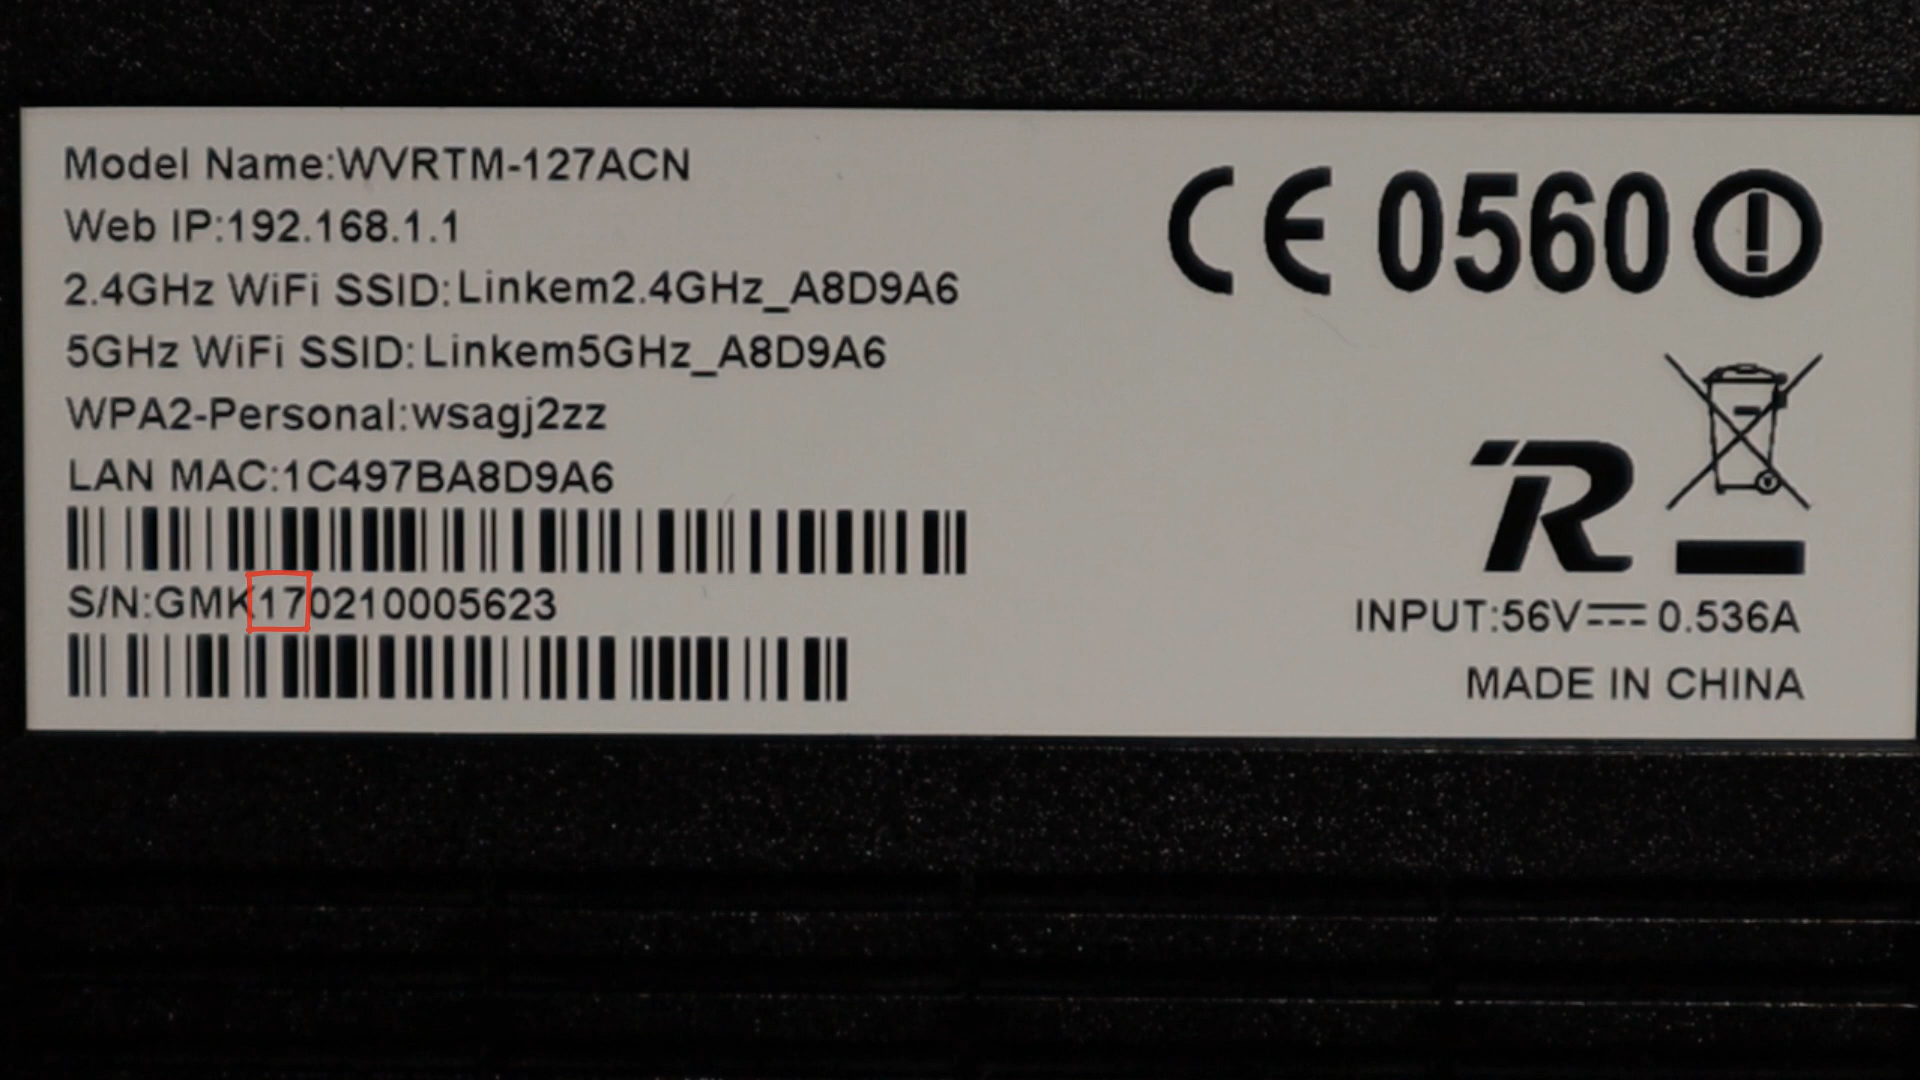 Model Name:WVRTM-127ACN
Web IP:192.168.1.1
2.4GHz WiFi SSID:Linkem2.4GHz_A8D9A6
5GHz WiFi SSID:Linkem5GHz_A8D9A6
WPA2-Personal:wsagj2zz
LAN MAC:1C497BA8D9A6
S/N:GMK170210005623
CE 0560
R
INPUT:56V⎓0.536A
MADE IN CHINA